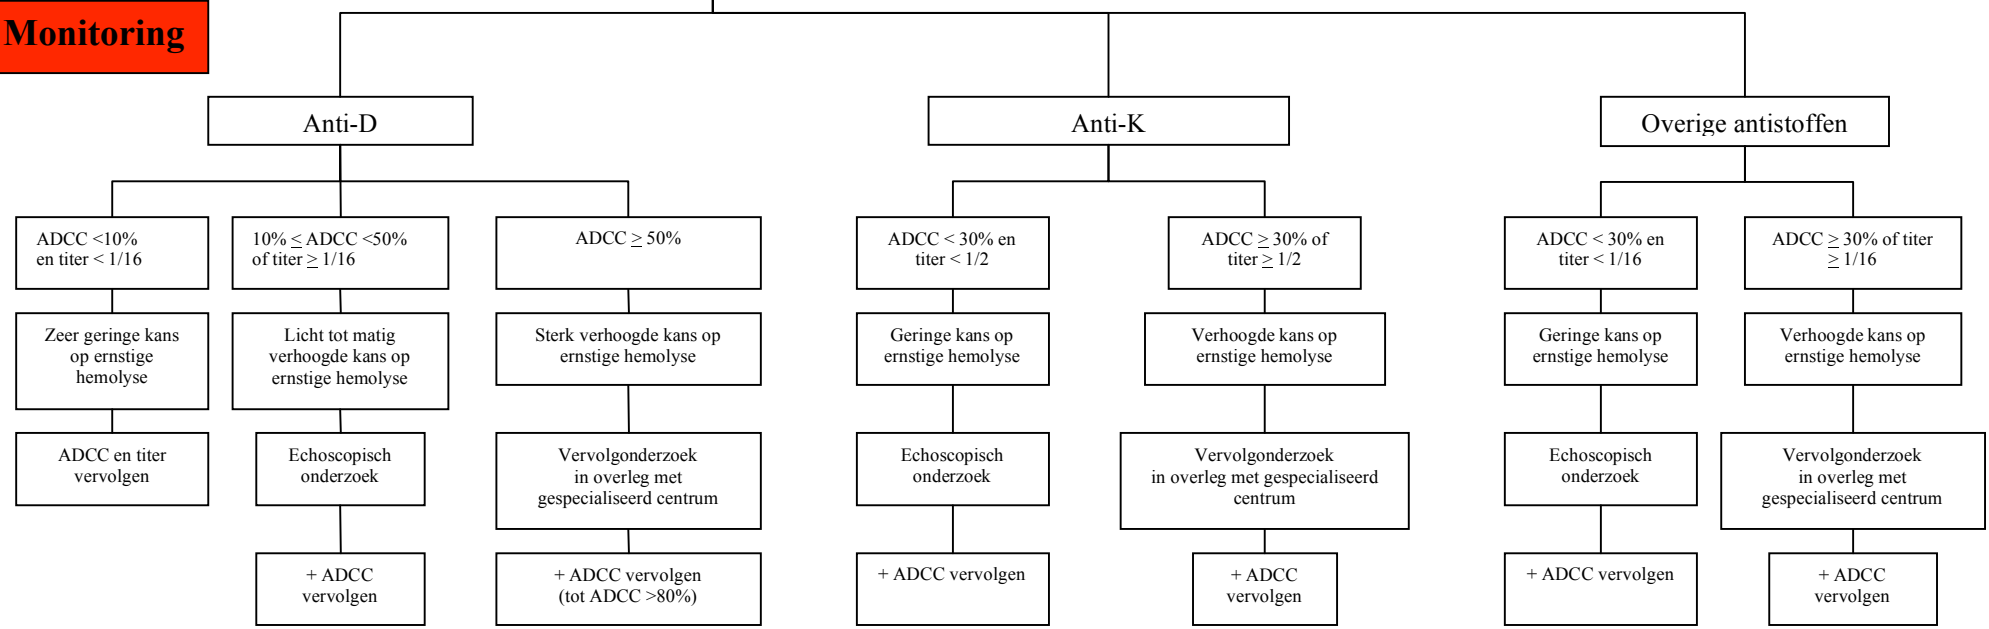 Monitoring
Anti-D
Anti-K
Overige antistoffen
ADCC <10%
en titer < 1/16
10% ≤ ADCC <50%
of titer ≥ 1/16
ADCC ≥ 50%
ADCC < 30% en
titer < 1/2
ADCC ≥ 30% of
titer ≥ 1/2
ADCC < 30% en
titer < 1/16
ADCC ≥ 30% of titer
≥ 1/16
Zeer geringe kans
op ernstige
hemolyse
Licht tot matig
verhoogde kans op
ernstige hemolyse
Sterk verhoogde kans op
ernstige hemolyse
Geringe kans op
ernstige hemolyse
Verhoogde kans op
ernstige hemolyse
Geringe kans op
ernstige hemolyse
Verhoogde kans op
ernstige hemolyse
ADCC en titer
vervolgen
Echoscopisch
onderzoek
Vervolgonderzoek
in overleg met
gespecialiseerd centrum
Echoscopisch
onderzoek
Vervolgonderzoek
in overleg met gespecialiseerd
centrum
Echoscopisch
onderzoek
Vervolgonderzoek
in overleg met
gespecialiseerd centrum
+ ADCC
vervolgen
+ ADCC vervolgen
(tot ADCC >80%)
+ ADCC vervolgen
+ ADCC
vervolgen
+ ADCC vervolgen
+ ADCC
vervolgen